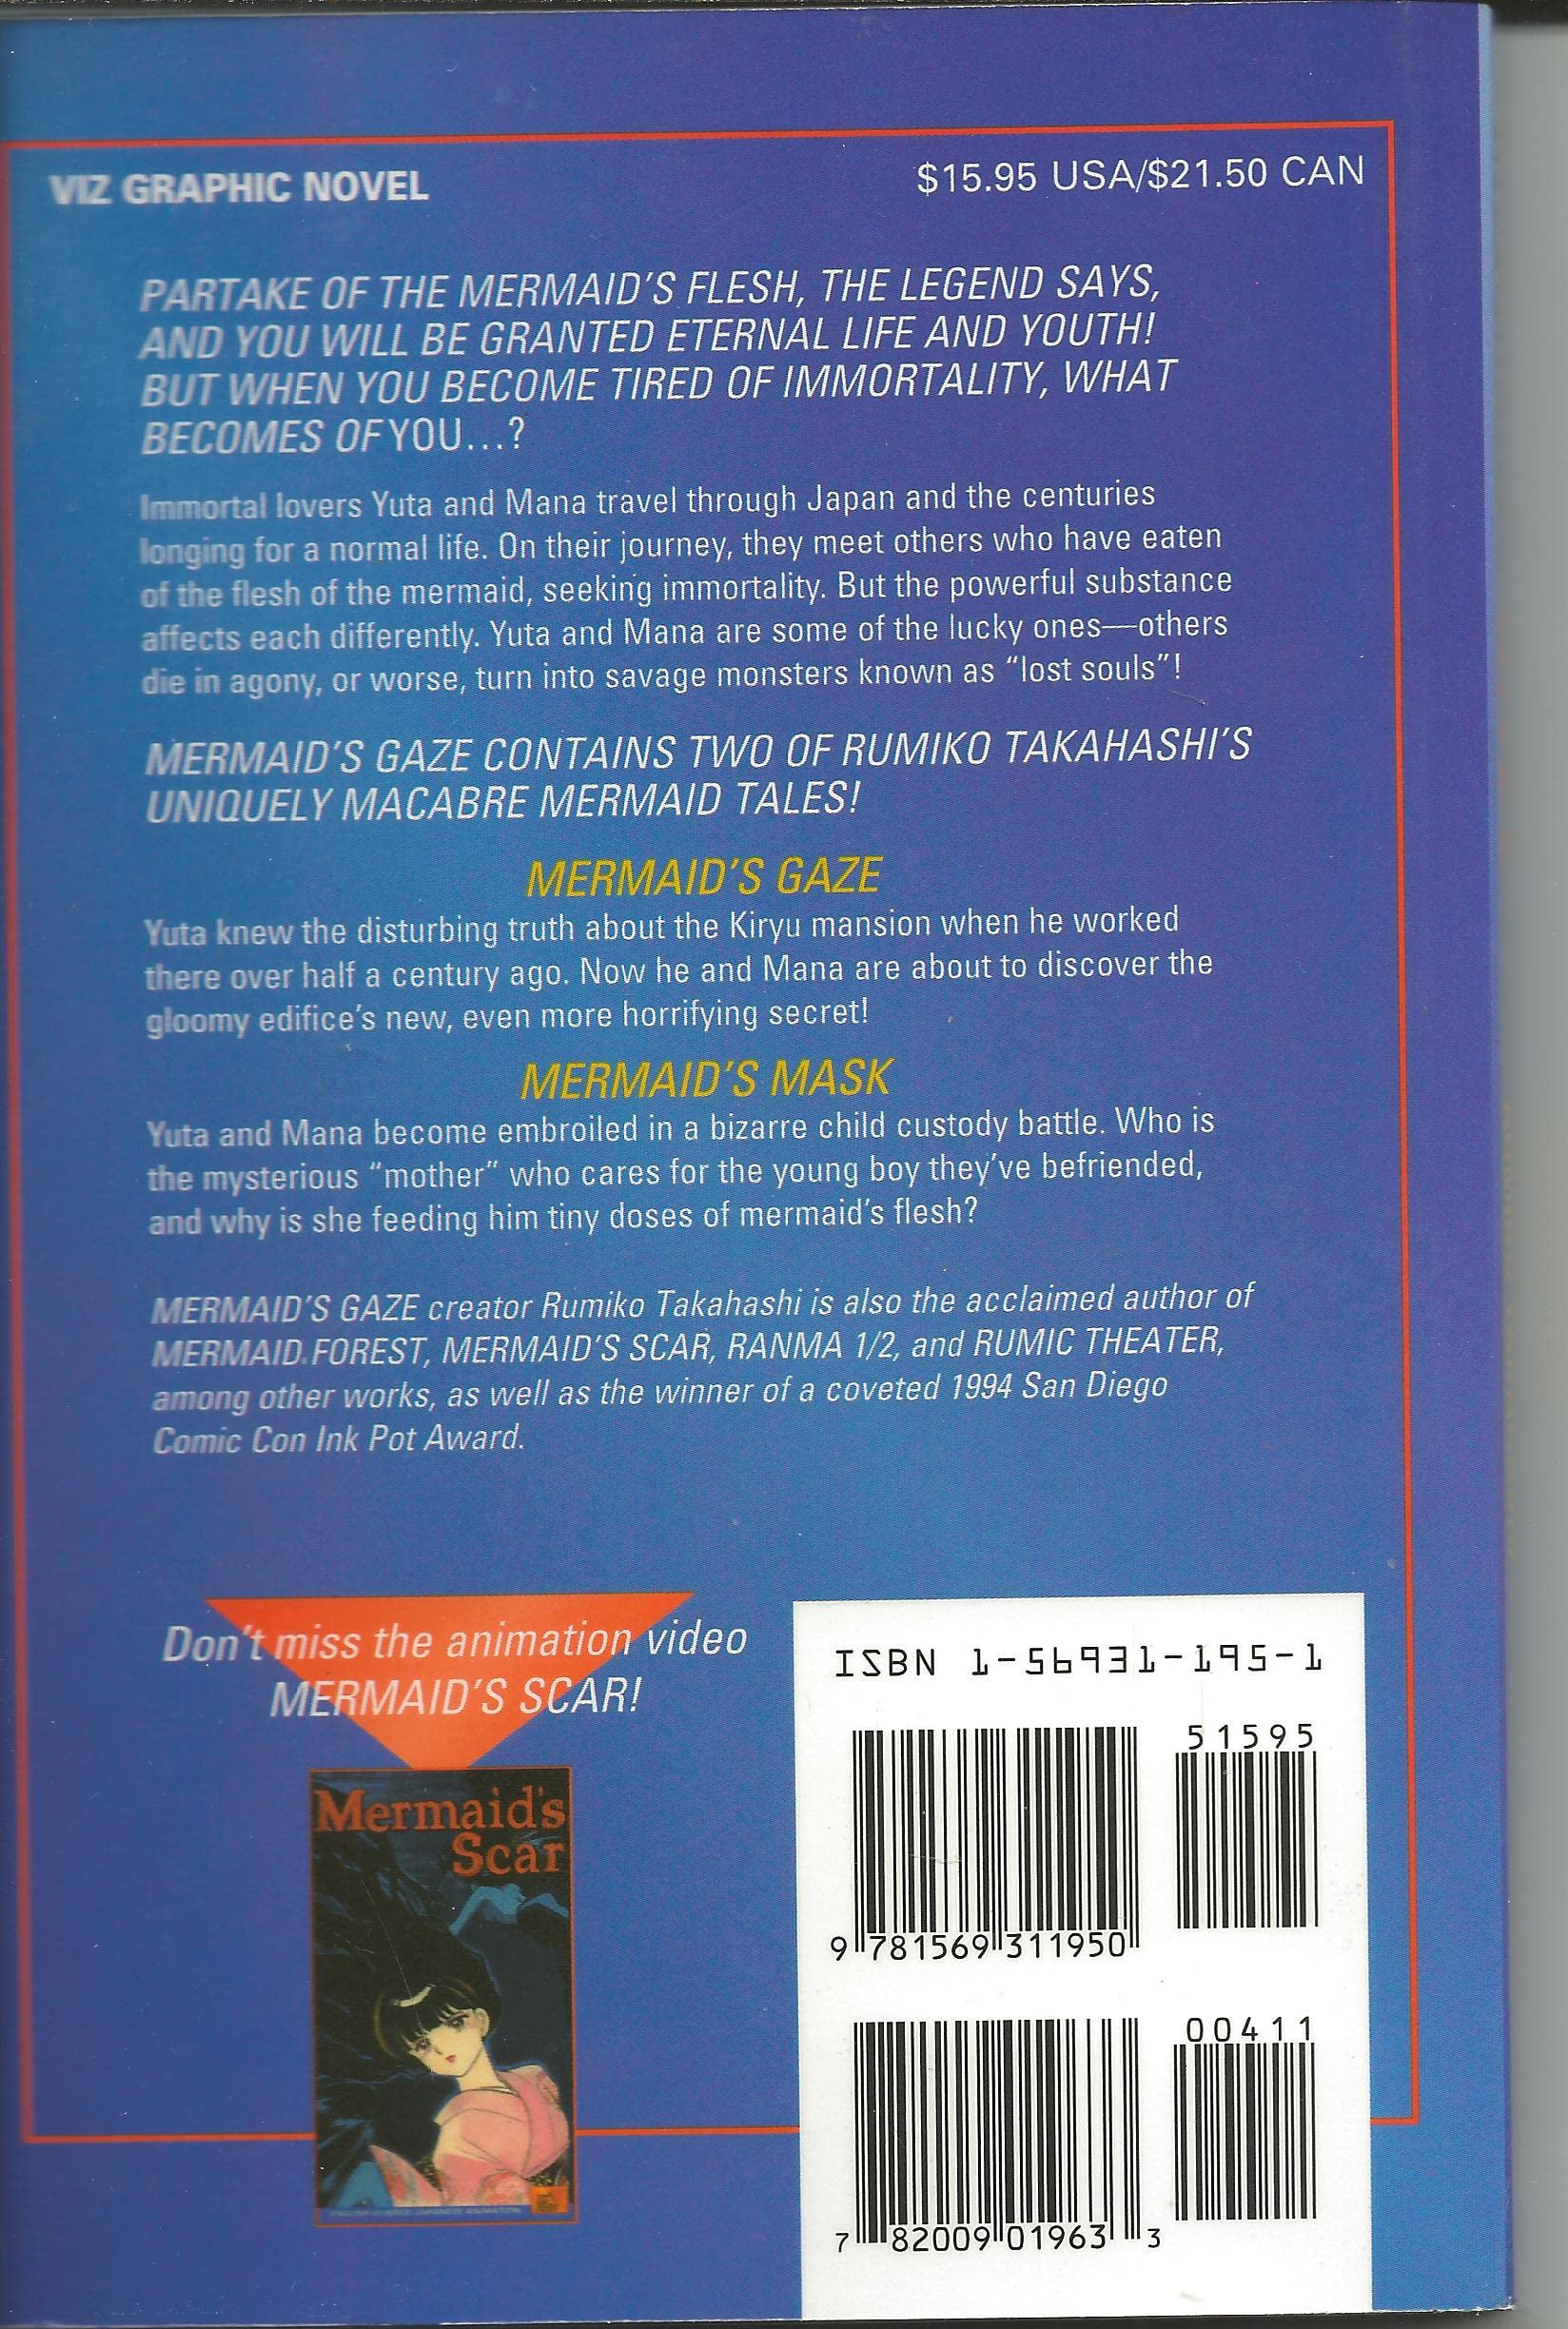 VIZ GRAPHIC NOVEL
$15.95 USA/$21.50 CAN
PARTAKE OF THE MERMAID'S FLESH, THE LEGEND SAYS,
AND YOU WILL BE GRANTED ETERNAL LIFE AND YOUTH!
BUT WHEN YOU BECOME TIRED OF IMMORTALITY, WHAT
BECOMES OF YOU...?
Immortal lovers Yuta and Mana travel through Japan and the centuries
longing for a normal life. On their journey, they meet others who have eaten
of the flesh of the mermaid, seeking immortality. But the powerful substance
affects each differently. Yuta and Mana are some of the lucky ones—others
die in agony, or worse, turn into savage monsters known as “lost souls”!
MERMAID'S GAZE CONTAINS TWO OF RUMIKO TAKAHASHI'S
UNIQUELY MACABRE MERMAID TALES!
MERMAID'S GAZE
Yuta knew the disturbing truth about the Kiryu mansion when he worked
there over half a century ago. Now he and Mana are about to discover the
gloomy edifice's new, even more horrifying secret!
MERMAID'S MASK
Yuta and Mana become embroiled in a bizarre child custody battle. Who is
the mysterious “mother” who cares for the young boy they've befriended,
and why is she feeding him tiny doses of mermaid's flesh?
MERMAID'S GAZE creator Rumiko Takahashi is also the acclaimed author of
MERMAID FOREST, MERMAID'S SCAR, RANMA 1/2, and RUMIC THEATER,
among other works, as well as the winner of a coveted 1994 San Diego
Comic Con Ink Pot Award.
Don't miss the animation video
MERMAID'S SCAR!
Mermaid's
Scar
ISBN 1-56931-195-1
51595
9 781569 311950
00411
7 82009 01963 3